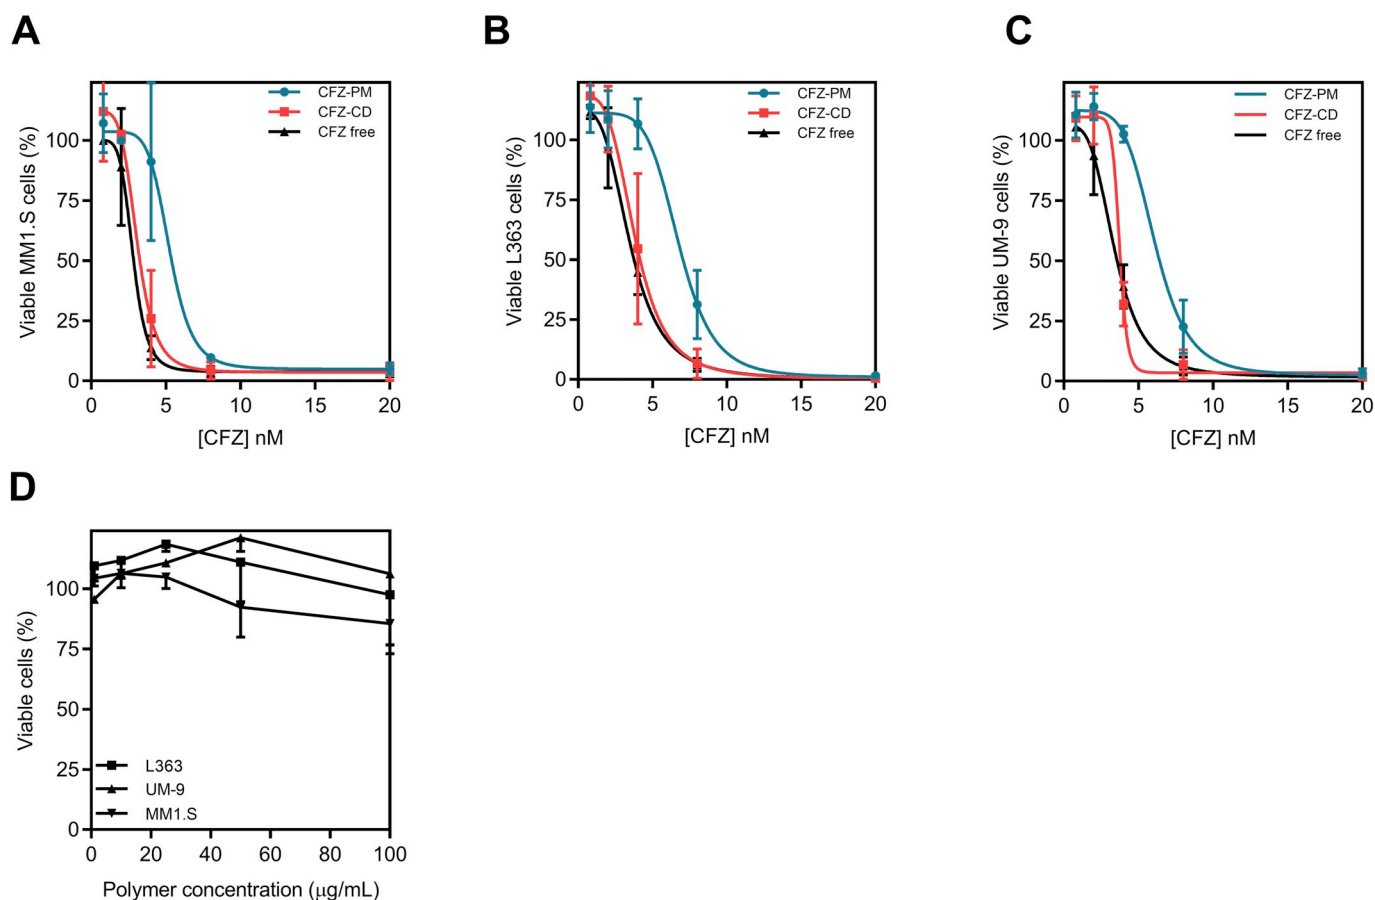 A
Viable MM1.S cells (%)
100
75
50
25
0
0 5 10 15 20
[CFZ] nM
CFZ-PM
CFZ-CD
CFZ free
B
Viable L363 cells (%)
100
75
50
25
0
0 5 10 15 20
[CFZ] nM
CFZ-PM
CFZ-CD
CFZ free
C
Viable UM-9 cells (%)
100
75
50
25
0
0 5 10 15 20
[CFZ] nM
CFZ-PM
CFZ-CD
CFZ free
D
Viable cells (%)
100
75
50
25
0
L363
UM-9
MM1.S
0 20 40 60 80 100
Polymer concentration (μg/mL)